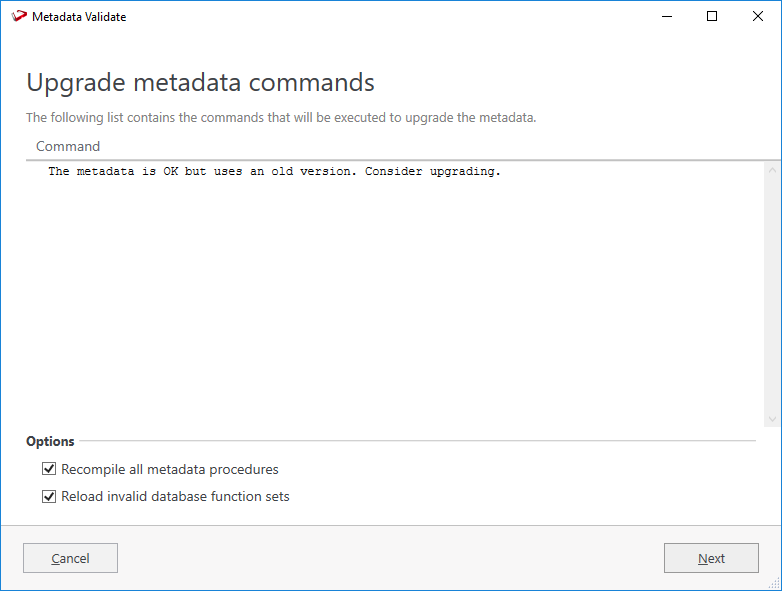 Metadata Validate
Upgrade metadata commands
The following list contains the commands that will be executed to upgrade the metadata.
Command
The metadata is OK but uses an old version. Consider upgrading.
Options
Recompile all metadata procedures
Reload invalid database function sets
Cancel
Next